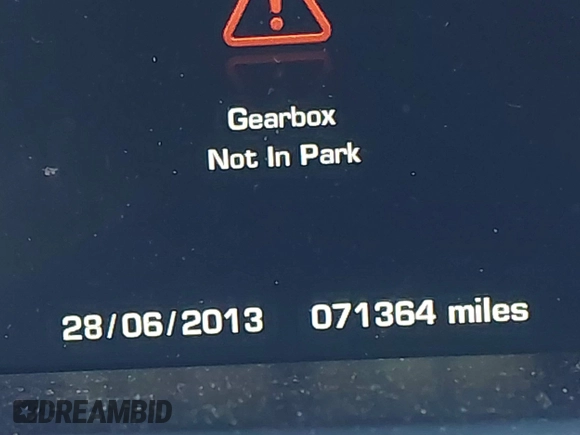 Gearbox
Not In Park
28/06/2013 071364 miles
DREAMBID